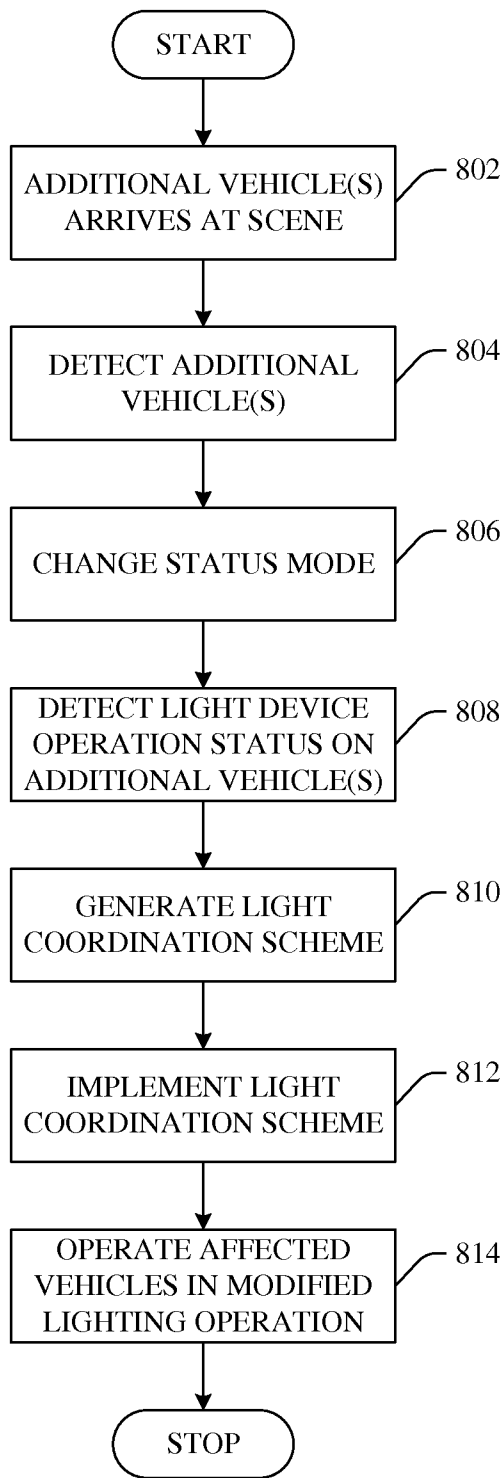 START
ADDITIONAL VEHICLE(S)
ARRIVES AT SCENE
802
DETECT ADDITIONAL
VEHICLE(S)
804
CHANGE STATUS MODE
806
DETECT LIGHT DEVICE
OPERATION STATUS ON
ADDITIONAL VEHICLE(S)
808
GENERATE LIGHT
COORDINATION SCHEME
810
IMPLEMENT LIGHT
COORDINATION SCHEME
812
OPERATE AFFECTED
VEHICLES IN MODIFIED
LIGHTING OPERATION
814
STOP